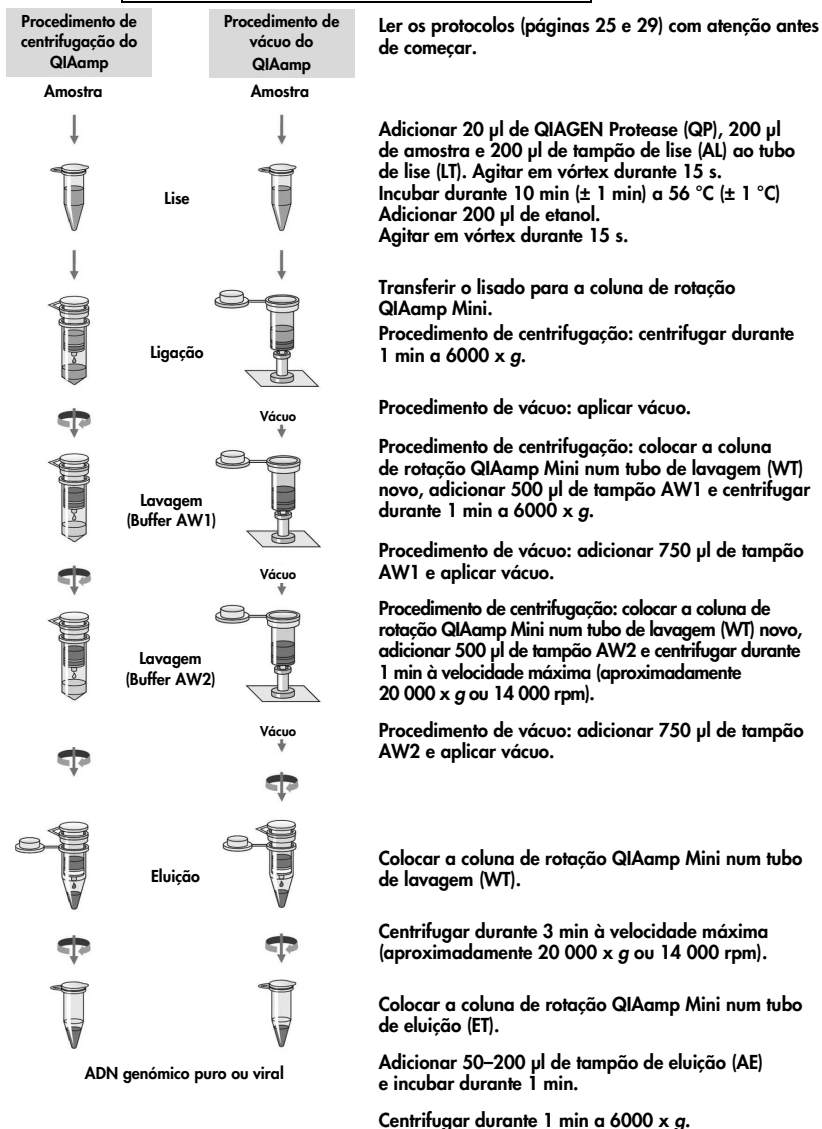 Procedimento de
centrifugação do
QIAamp
Procedimento de
vácuo do
QIAamp
Ler os protocolos (páginas 25 e 29) com atenção antes
de começar.
Amostra
Amostra
Adicionar 20 µl de QIAGEN Protease (QP), 200 µl
de amostra e 200 µl de tampão de lise (AL) ao tubo
de lise (LT). Agitar em vórtex durante 15 s.
Incubar durante 10 min (± 1 min) a 56 °C (± 1 °C)
Adicionar 200 µl de etanol.
Agitar em vórtex durante 15 s.
Lise
Transferir o lisado para a coluna de rotação
QIAamp Mini.
Procedimento de centrifugação: centrifugar durante
1 min a 6000 x g.
Ligação
Vácuo
Procedimento de vácuo: aplicar vácuo.
Procedimento de centrifugação: colocar a coluna
de rotação QIAamp Mini num tubo de lavagem (WT)
novo, adicionar 500 µl de tampão AW1 e centrifugar
durante 1 min a 6000 x g.
Lavagem
(Buffer AW1)
Procedimento de vácuo: adicionar 750 µl de tampão
AW1 e aplicar vácuo.
Vácuo
Procedimento de centrifugação: colocar a coluna de
rotação QIAamp Mini num tubo de lavagem (WT) novo,
adicionar 500 µl de tampão AW2 e centrifugar durante
1 min à velocidade máxima (aproximadamente
20 000 x g ou 14 000 rpm).
Lavagem
(Buffer AW2)
Vácuo
Procedimento de vácuo: adicionar 750 µl de tampão
AW2 e aplicar vácuo.
Eluição
Colocar a coluna de rotação QIAamp Mini num tubo
de lavagem (WT).
Centrifugar durante 3 min à velocidade máxima
(aproximadamente 20 000 x g ou 14 000 rpm).
Colocar a coluna de rotação QIAamp Mini num tubo
de eluição (ET).
ADN genómico puro ou viral
Adicionar 50–200 µl de tampão de eluição (AE)
e incubar durante 1 min.
Centrifugar durante 1 min a 6000 x g.